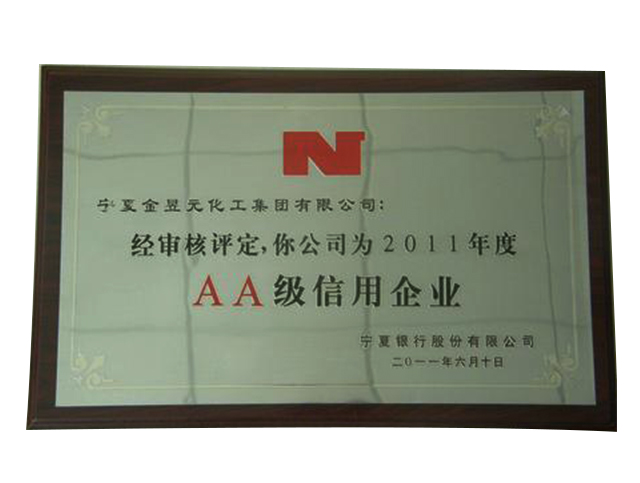 宁夏金昱元化工集团有限公司:
经审核评定,你公司为2011年度
AA级信用企业
宁夏银行股份有限公司
二〇一一年六月十日